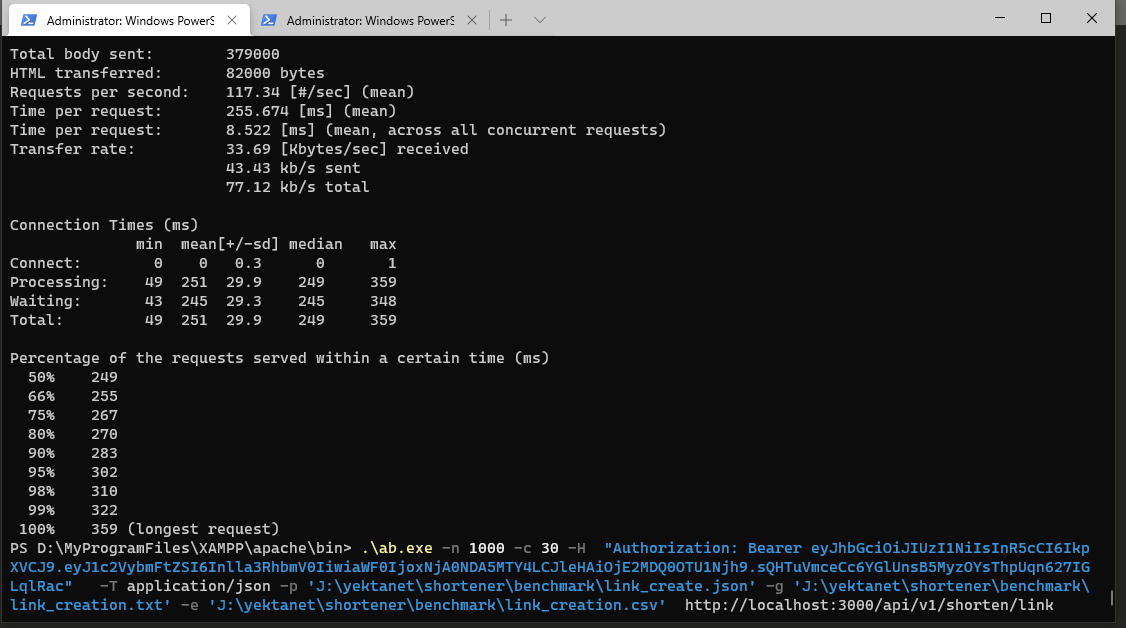 Administrator: Windows PowerS
Administrator: Windows PowerS
Total body sent: 379000
HTML transferred: 82000 bytes
Requests per second: 117.34 [#/sec] (mean)
Time per request: 255.674 [ms] (mean)
Time per request: 8.522 [ms] (mean, across all concurrent requests)
Transfer rate: 33.69 [Kbytes/sec] received
43.43 kb/s sent
77.12 kb/s total
Connection Times (ms)
min mean[+/-sd] median max
Connect: 0 0 0.3 0 1
Processing: 49 251 29.9 249 359
Waiting: 43 245 29.3 245 348
Total: 49 251 29.9 249 359
Percentage of the requests served within a certain time (ms)
50% 249
66% 255
75% 267
80% 270
90% 283
95% 302
98% 310
99% 322
100% 359 (longest request)
PS D:\MyProgramFiles\XAMPP\apache\bin> .\ab.exe -n 1000 -c 30 -H "Authorization: Bearer eyJhbGciOiJIUzI1NiIsInR5cCI6Ikp
XVCJ9.eyJ1c2VybmFtZSI6Inlla3RhbmV0IiwiaWF0IjoxNjA0NDA5MTY4LCJleHAiOjE2MDQ0OTU1Njh9.sQHTuVmceCc6YGlUnsB5MyzOYsThpUqn627IG
LqlRac" -T application/json -p 'J:\yektanet\shortener\benchmark\link_create.json' -g 'J:\yektanet\shortener\benchmark\
link_creation.txt' -e 'J:\yektanet\shortener\benchmark\link_creation.csv' http://localhost:3000/api/v1/shorten/link